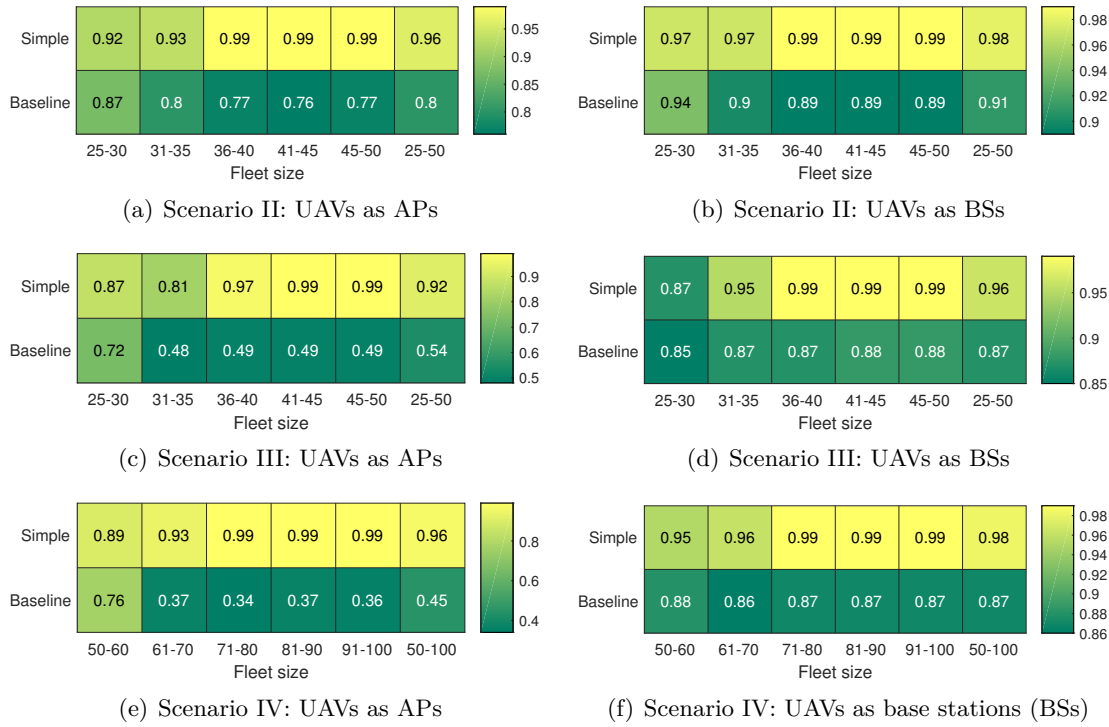 Simple 0.92 0.93 0.99 0.99 0.99 0.96
Baseline 0.87 0.8 0.77 0.76 0.77 0.8
0.95
0.9
0.85
0.8
25-30 31-35 36-40 41-45 45-50 25-50
Fleet size
(a) Scenario II: UAVs as APs
Simple 0.97 0.97 0.99 0.99 0.99 0.98
Baseline 0.94 0.9 0.89 0.89 0.89 0.91
0.98
0.96
0.94
0.92
0.9
25-30 31-35 36-40 41-45 45-50 25-50
Fleet size
(b) Scenario II: UAVs as BSs
Simple 0.87 0.81 0.97 0.99 0.99 0.92
Baseline 0.72 0.48 0.49 0.49 0.49 0.54
0.9
0.8
0.7
0.6
0.5
25-30 31-35 36-40 41-45 45-50 25-50
Fleet size
(c) Scenario III: UAVs as APs
Simple 0.87 0.95 0.99 0.99 0.99 0.96
Baseline 0.85 0.87 0.87 0.88 0.88 0.87
0.95
0.9
0.85
25-30 31-35 36-40 41-45 45-50 25-50
Fleet size
(d) Scenario III: UAVs as BSs
Simple 0.89 0.93 0.99 0.99 0.99 0.96
Baseline 0.76 0.37 0.34 0.37 0.36 0.45
0.8
0.6
0.4
50-60 61-70 71-80 81-90 91-100 50-100
Fleet size
(e) Scenario IV: UAVs as APs
Simple 0.95 0.96 0.99 0.99 0.99 0.98
Baseline 0.88 0.86 0.87 0.87 0.87 0.87
0.98
0.96
0.94
0.92
0.9
0.88
0.86
50-60 61-70 71-80 81-90 91-100 50-100
Fleet size
(f) Scenario IV: UAVs as base stations (BSs)